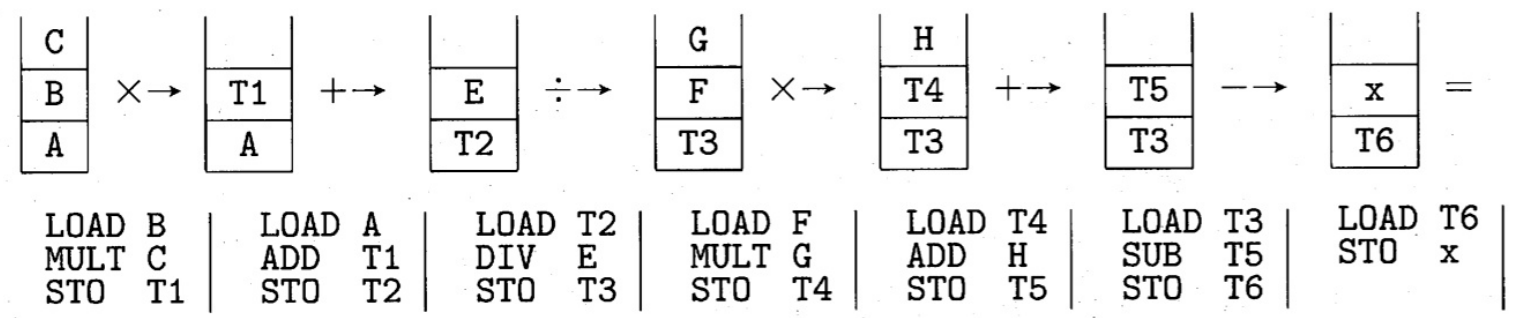 C G H
B ×→ T1 +→ E ÷→ F ×→ T4 +→ T5 −→ x =
A A T2 T3 T3 T3 T6
LOAD B | LOAD A | LOAD T2 | LOAD F | LOAD T4 | LOAD T3 | LOAD T6 |
MULT C | ADD T1 | DIV E | MULT G | ADD H | SUB T5 | STO x |
STO T1 | STO T2 | STO T3 | STO T4 | STO T5 | STO T6 |